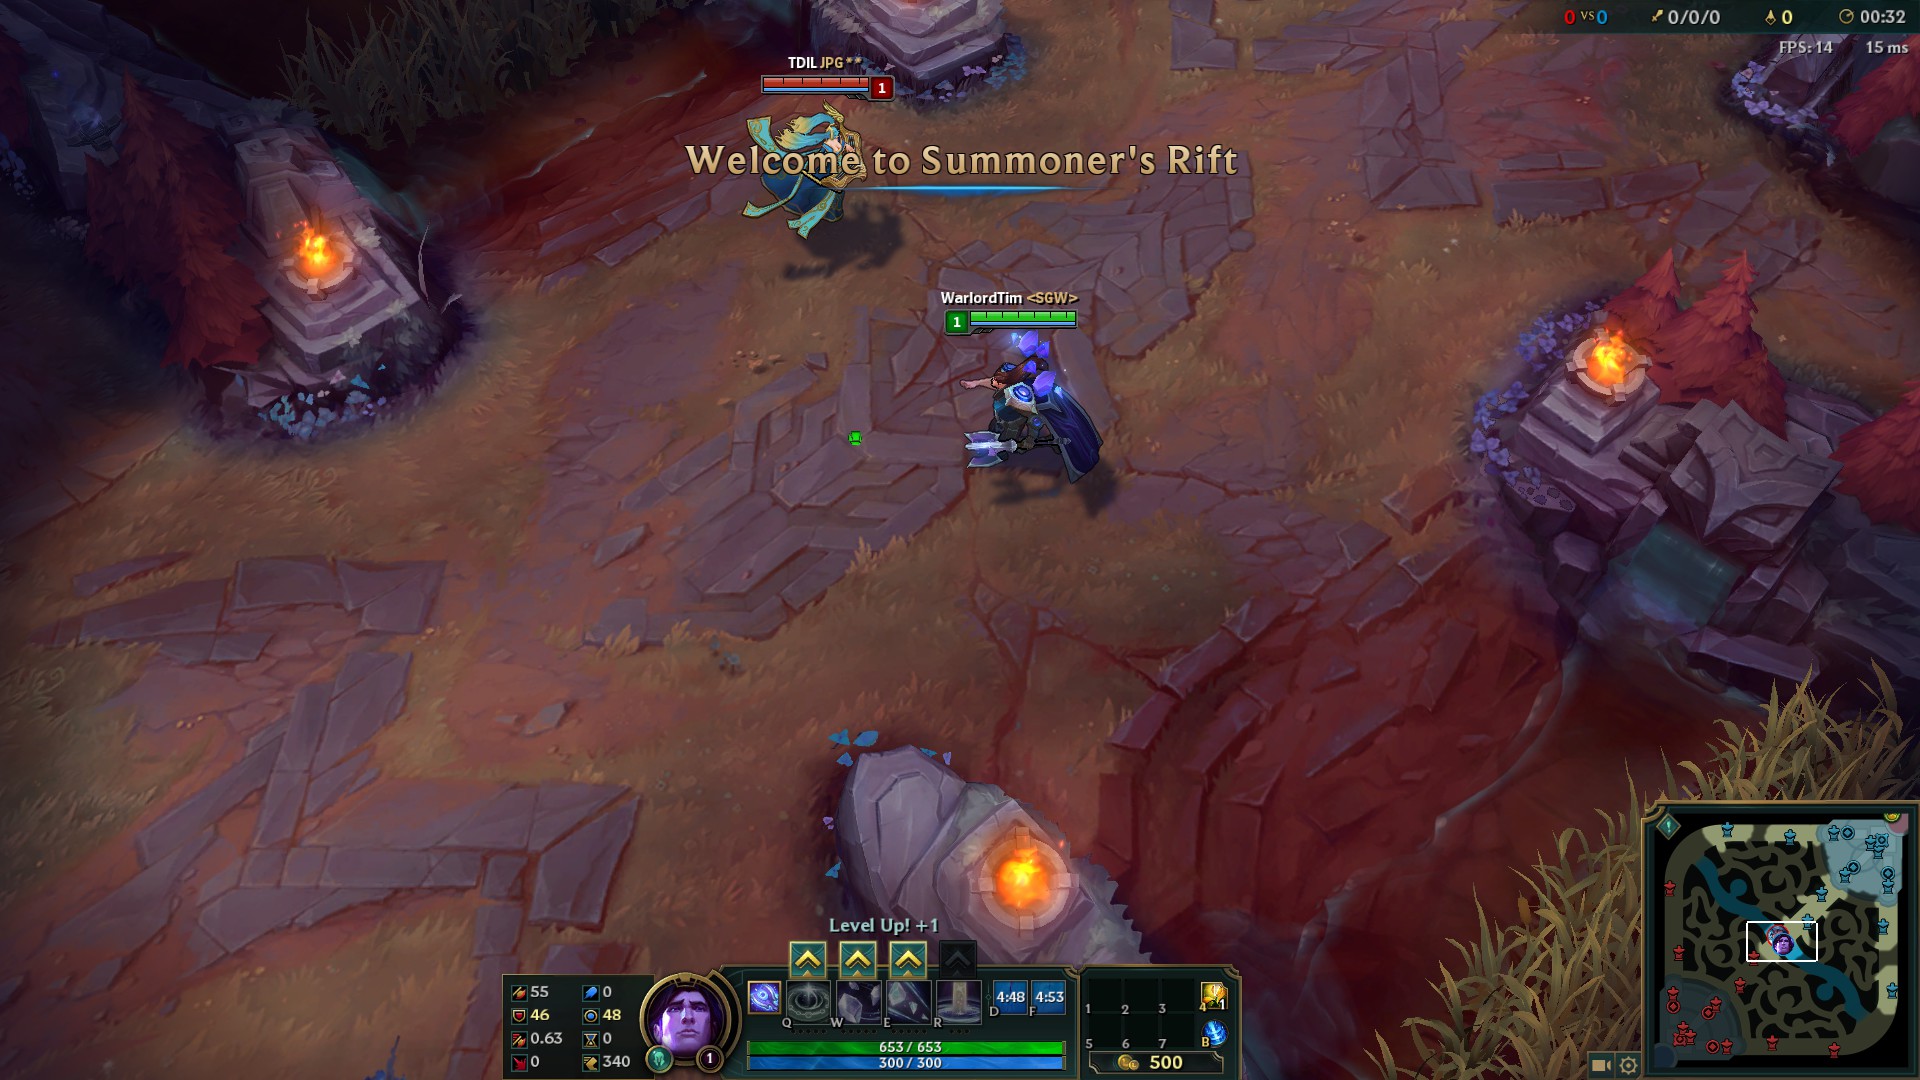 0 VS 0 0/0/0 0 00:32
FPS: 14 15 ms
TDIL JPG **
1
Welcome to Summoner's Rift
WarlordTim <SGW>
1
Level Up! +1
55 0
46 48
0.63 0
0 340
1
4:48 4:53
Q W E R D F
653 / 653
300 / 300
1 2 3 4 1
5 6 7 B
500